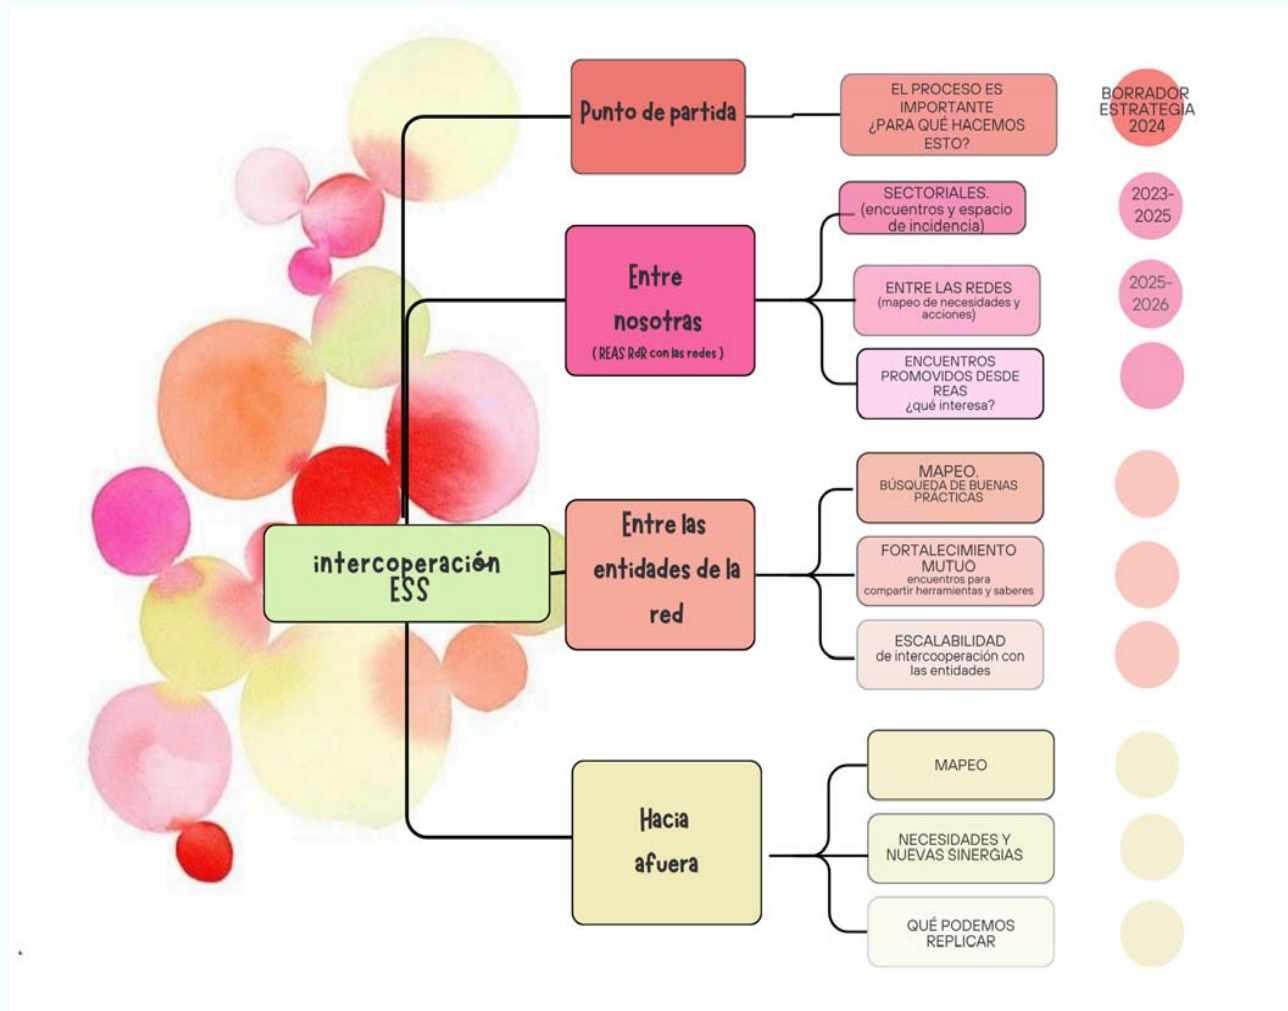 Punto de partida
EL PROCESO ES
IMPORTANTE
¿PARA QUÉ HACEMOS
ESTO?
BORRADOR
ESTRATEGIA
2024
Entre
nosotras
( REAS RdR con las redes )
SECTORIALES.
(encuentros y espacio
de incidencia)
2023-
2025
ENTRE LAS REDES
(mapeo de necesidades y
acciones)
2025-
2026
ENCUENTROS
PROMOVIDOS DESDE
REAS
¿qué interesa?
intercoperación
ESS
Entre las
entidades de la
red
MAPEO.
BÚSQUEDA DE BUENAS
PRÁCTICAS
FORTALECIMIENTO
MUTUO
encuentros para
compartir herramientas y saberes
ESCALABILIDAD
de intercooperación con
las entidades
Hacia
afuera
MAPEO
NECESIDADES Y
NUEVAS SINERGIAS
QUÉ PODEMOS
REPLICAR